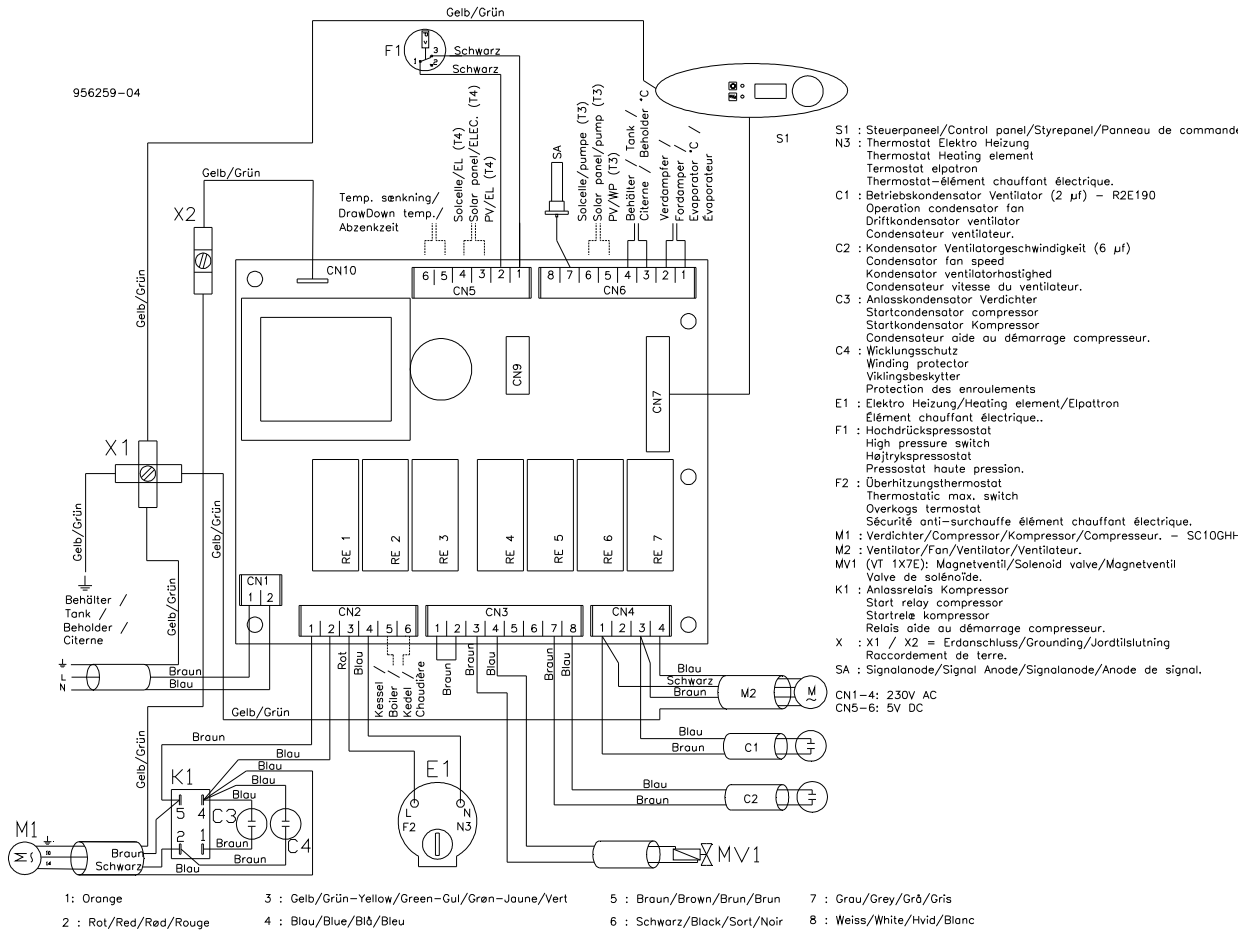 Gelb/Grün
F1
P
1
2
3
Schwarz
Schwarz
956259-04
S1
Gelb/Grün
X2
Gelb/Grün
Temp. sænkning/
DrawDown temp./
Abzenkzeit
Solcelle/EL (T4)
Solar panel/ELEC. (T4)
PV/EL (T4)
SA
Solcelle/pumpe (T3)
Solar panel/pump (T3)
PV/WP (T3)
Behälter / Tank /
Citerne / Beholder °C
Verdampfer /
Fordamper /
Evaporator °C /
Évaporateur
CN10
6 5 4 3 2 1
CN5
8 7 6 5 4 3 2 1
CN6
CN9
CN7
X1
Gelb/Grün
Gelb/Grün
Gelb/Grün
RE 1
RE 2
RE 3
RE 4
RE 5
RE 6
RE 7
Behälter /
Tank /
Beholder /
Citerne
CN1
1 2
CN2
1 2 3 4 5 6
CN3
1 2 3 4 5 6 7 8
CN4
1 2 3 4
L
N
Braun
Blau
Rot
Blau
Kessel /
Boiler /
Kedel /
Chaudière
Braun
Braun
Blau
Braun
Blau
Blau
Schwarz
Braun
M2
M
~
Gelb/Grün
Gelb/Grün
Braun
Blau
Blau
Blau
Blau
Blau
Braun
C1
Blau
Braun
C2
K1
5 4
2 1
C3
C4
Braun
Braun
Schwarz
Blau
M1
M~
E1
L
N
F2
N3
MV1
S1 : Steuerpaneel/Control panel/Styrepanel/Panneau de commande
N3 : Thermostat Elektro Heizung
Thermostat Heating element
Termostat elpatron
Thermostat-élément chauffant électrique.
C1 : Betriebskondensator Ventilator (2 µf) - R2E190
Operation condensator fan
Driftkondensator ventilator
Condensateur ventilateur.
C2 : Kondensator Ventilatorgeschwindigkeit (6 µf)
Condensator fan speed
Kondensator ventilatorhastighed
Condensateur vitesse du ventilateur.
C3 : Anlasskondensator Verdichter
Startcondensator compressor
Startkondensator Kompressor
Condensateur aide au démarrage compresseur.
C4 : Wicklungsschutz
Winding protector
Viklingsbeskytter
Protection des enroulements
E1 : Elektro Heizung/Heating element/Elpattron
Élément chauffant électrique..
F1 : Hochdrückspressostat
High pressure switch
Højtrykspressostat
Pressostat haute pression.
F2 : Überhitzungsthermostat
Thermostatic max. switch
Overkogs termostat
Sécurité anti-surchauffe élément chauffant électrique.
M1 : Verdichter/Compressor/Kompressor/Compresseur. - SC10GHH
M2 : Ventilator/Fan/Ventilator/Ventilateur.
MV1 (VT 1X7E): Magnetventil/Solenoid valve/Magnetventil
Valve de solénoïde.
K1 : Anlassrelais Kompressor
Start relay compressor
Startrelæ kompressor
Relais aide au démarrage compresseur.
X : X1 / X2 = Erdanschluss/Grounding/Jordtilslutning
Raccordement de terre.
SA : Signalanode/Signal Anode/Signalanode/Anode de signal.
CN1-4: 230V AC
CN5-6: 5V DC
1: Orange
3 : Gelb/Grün-Yellow/Green-Gul/Grøn-Jaune/Vert
5 : Braun/Brown/Brun/Brun
7 : Grau/Grey/Grå/Gris
2 : Rot/Red/Rød/Rouge
4 : Blau/Blue/Blå/Bleu
6 : Schwarz/Black/Sort/Noir
8 : Weiss/White/Hvid/Blanc